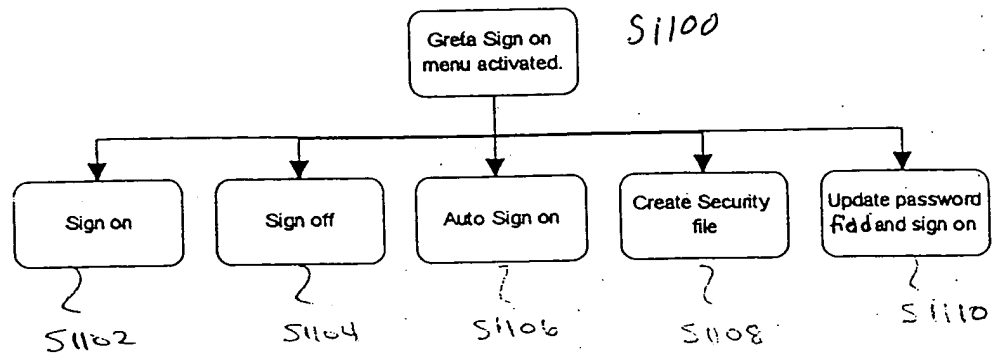 Greta Sign on
menu activated.
S1100
Sign on
Sign off
Auto Sign on
Create Security
file
Update password
field and sign on
S1102
S1104
S1106
S1108
S1110